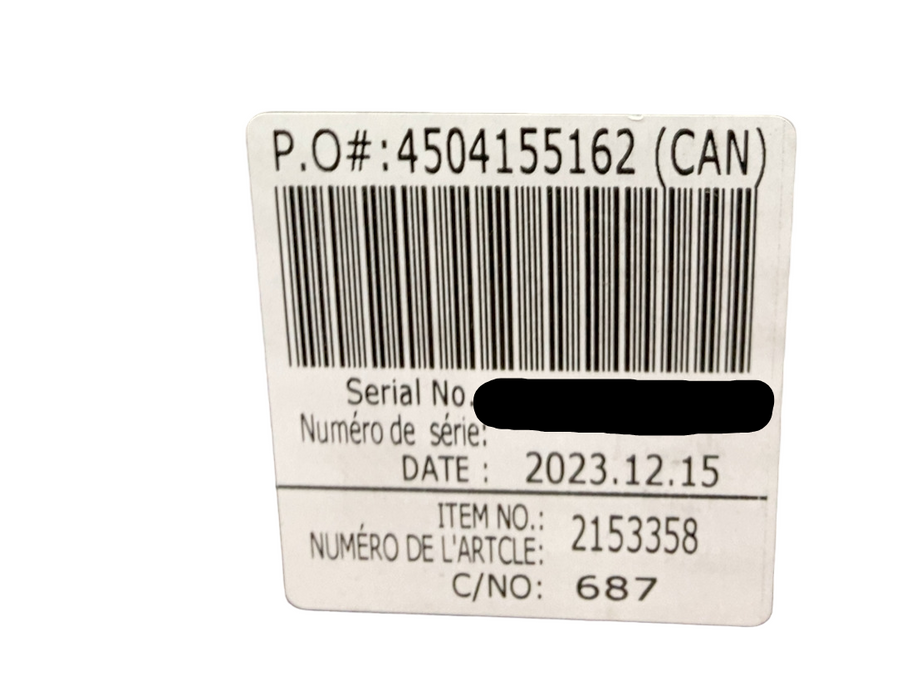 P.O#:4504155162 (CAN)
Serial No.
Numéro de série:
DATE : 2023.12.15
ITEM NO.:
NUMÉRO DE L'ARTCLE: 2153358
C/NO: 687